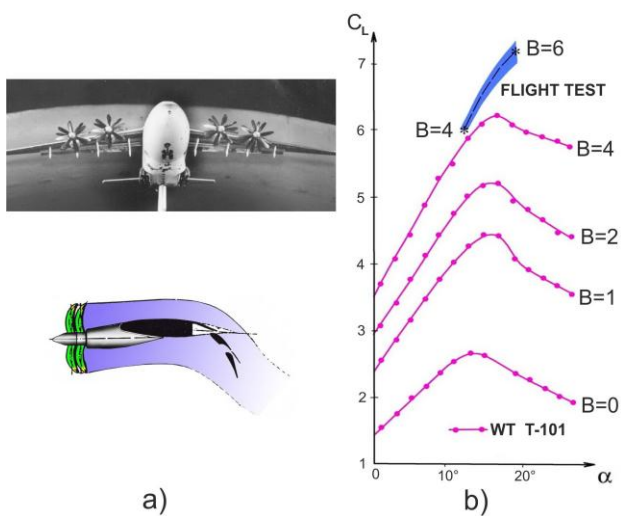 C_L
7
B=6
FLIGHT TEST
B=4
6
B=4
5
B=2
4
B=1
3
2
B=0
WT T-101
1
0
10°
20°
α
a)
b)